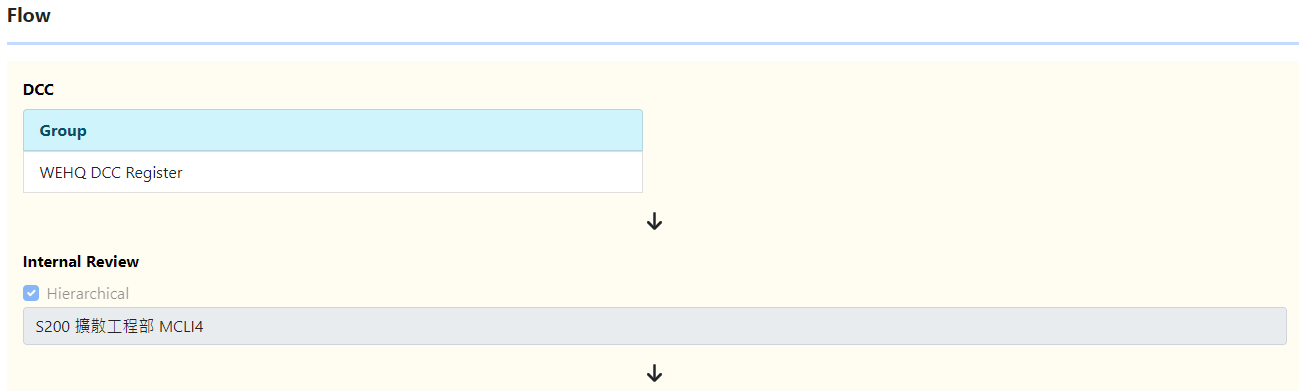 Flow
DCC
Group
WEHQ DCC Register
Internal Review
Hierarchical
S200 擴散工程部 MCLI4